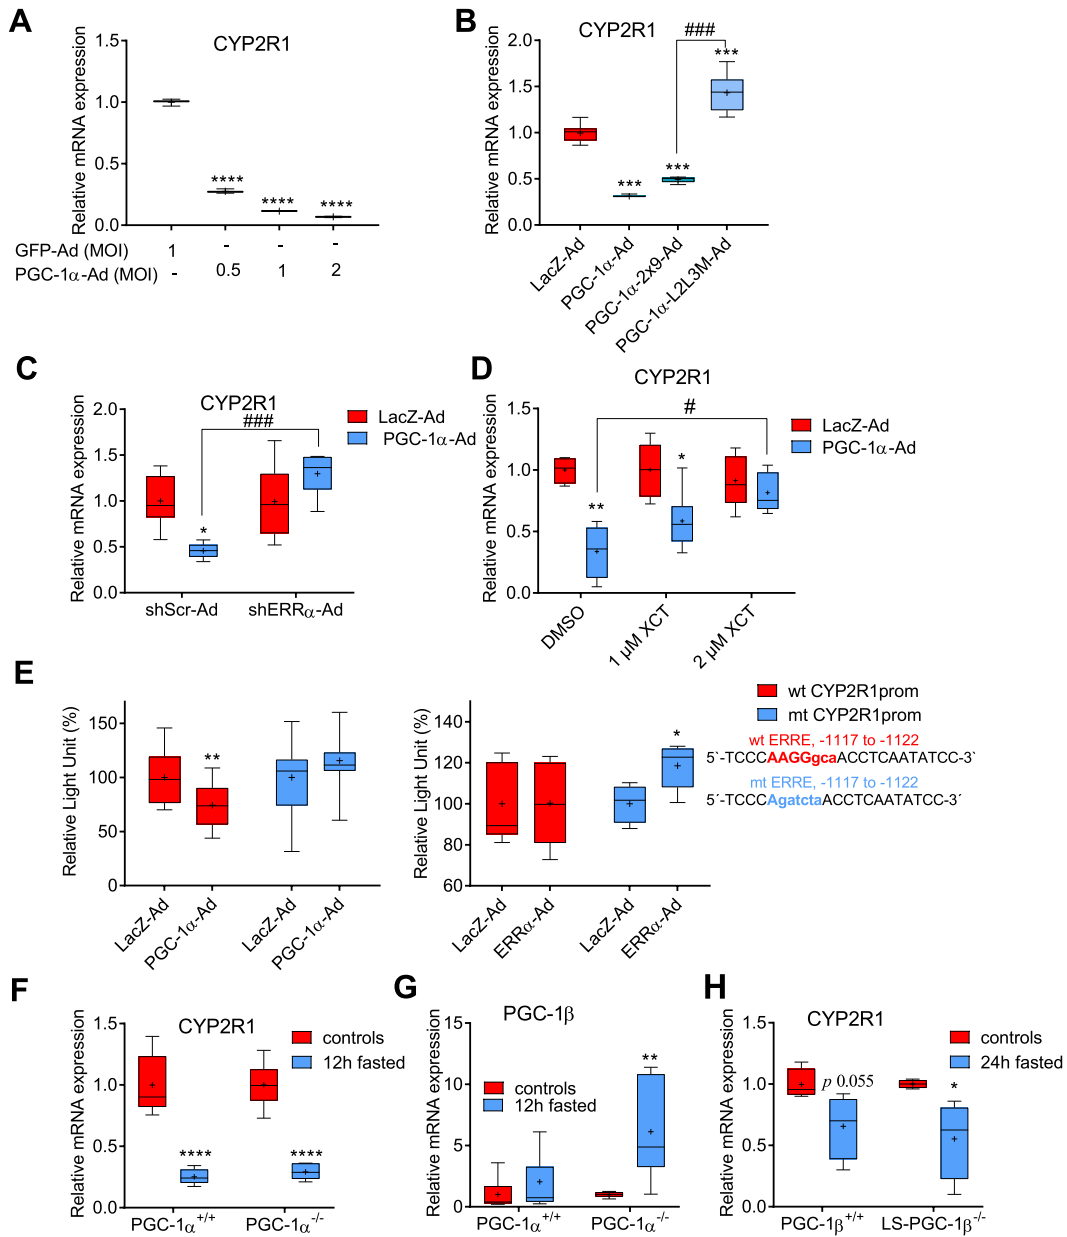 A
CYP2R1
Relative mRNA expression
1.5
1.0
0.5
0.0
****
****
****
GFP-Ad (MOI) 1 - - -
PGC-1α-Ad (MOI) - 0.5 1 2
B
CYP2R1
Relative mRNA expression
2.0
1.5
1.0
0.5
0.0
###
***
***
***
LacZ-Ad
PGC-1α-Ad
PGC-1α-2x9-Ad
PGC-1α-L2L3M-Ad
C
CYP2R1
Relative mRNA expression
2.0
1.5
1.0
0.5
0.0
###
*
LacZ-Ad
PGC-1α-Ad
shScr-Ad
shERRα-Ad
D
CYP2R1
Relative mRNA expression
1.5
1.0
0.5
0.0
#
**
*
LacZ-Ad
PGC-1α-Ad
DMSO
1 µM XCT
2 µM XCT
E
Relative Light Unit (%)
150
100
50
0
**
LacZ-Ad
PGC-1α-Ad
LacZ-Ad
PGC-1α-Ad
Relative Light Unit (%)
140
120
100
80
60
*
LacZ-Ad
ERRα-Ad
LacZ-Ad
ERRα-Ad
wt CYP2R1prom
mt CYP2R1prom
wt ERRE, -1117 to -1122
5`-TCCCAAGGgcaACCTCAATATCC-3`
mt ERRE, -1117 to -1122
5´-TCCCAgatctaACCTCAATATCC-3´
F
CYP2R1
Relative mRNA expression
1.5
1.0
0.5
0.0
****
****
controls
12h fasted
PGC-1α+/+
PGC-1α-/-
G
PGC-1β
Relative mRNA expression
15
10
5
0
**
controls
12h fasted
PGC-1α+/+
PGC-1α-/-
H
CYP2R1
Relative mRNA expression
1.5
1.0
0.5
0.0
p 0.055
*
controls
24h fasted
PGC-1β+/+
LS-PGC-1β-/-